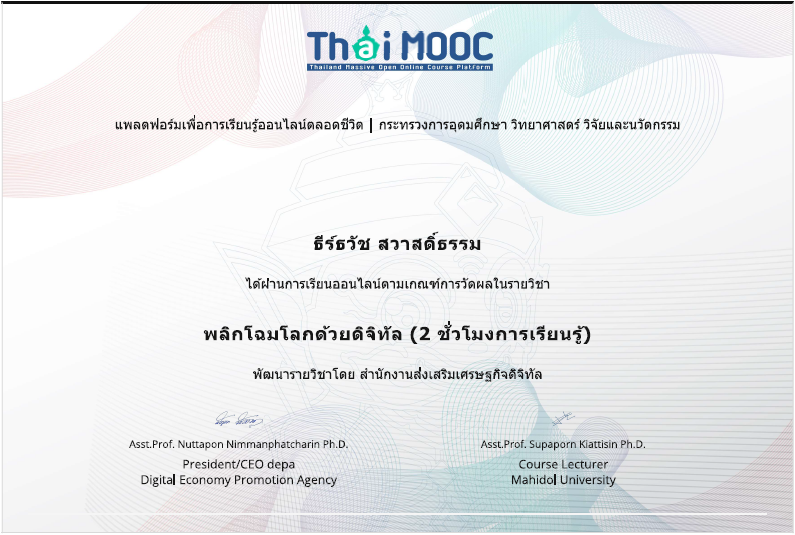 Thai MOOC
Thailand Massive Open Online Course Platform
แพลตฟอร์มเพื่อการเรียนรู้ออนไลน์ตลอดชีวิต | กระทรวงการอุดมศึกษา วิทยาศาสตร์ วิจัยและนวัตกรรม
ธีร์ธวัช สวาสดิ์ธรรม
ได้ผ่านการเรียนออนไลน์ตามเกณฑ์การวัดผลในรายวิชา
พลิกโฉมโลกด้วยดิจิทัล (2 ชั่วโมงการเรียนรู้)
พัฒนารายวิชาโดย สำนักงานส่งเสริมเศรษฐกิจดิจิทัล
Asst.Prof. Nuttapon Nimmanphatcharin Ph.D.
President/CEO depa
Digital Economy Promotion Agency
Asst.Prof. Supaporn Kiattisin Ph.D.
Course Lecturer
Mahidol University